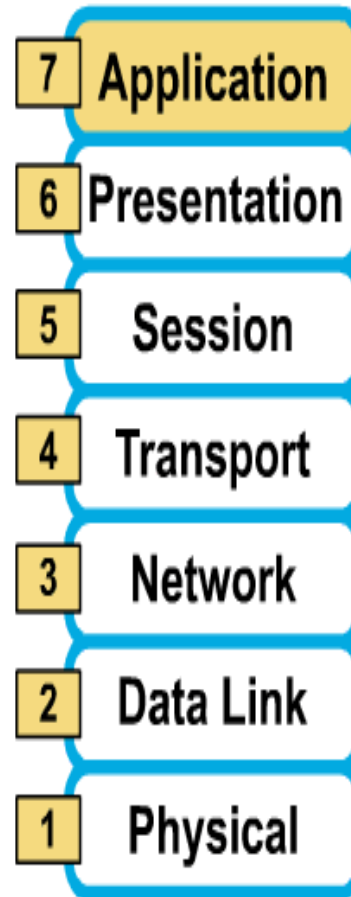 7 Application
6 Presentation
5 Session
4 Transport
3 Network
2 Data Link
1 Physical